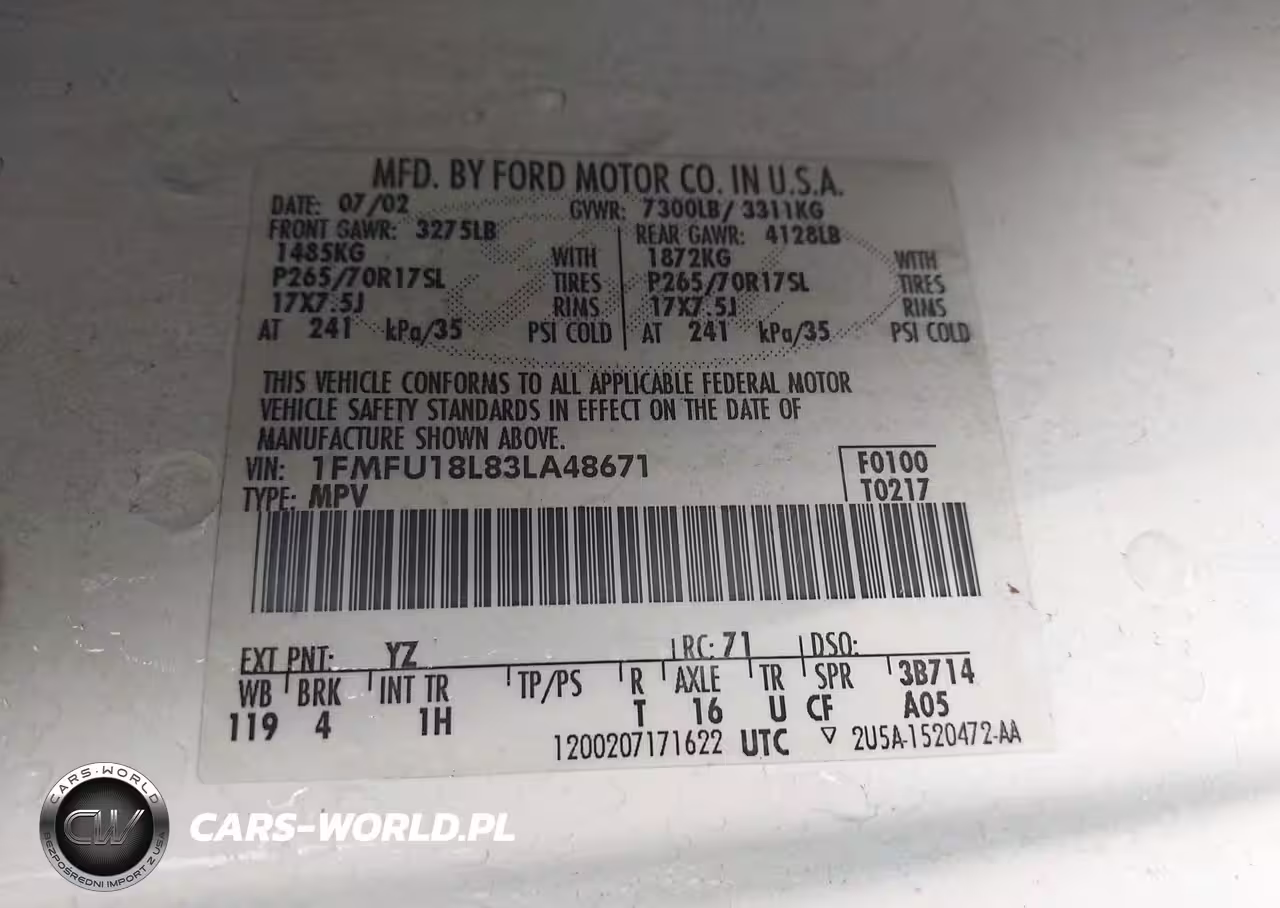 MFD. BY FORD MOTOR CO. IN U.S.A.
DATE: 07/02 GVWR: 7300LB/ 3311KG
FRONT GAWR: 3275LB REAR GAWR: 4128LB
1485KG WITH 1872KG WITH
P265/70R17SL TIRES P265/70R17SL TIRES
17X7.5J RIMS 17X7.5J RIMS
AT 241 kPa/35 PSI COLD AT 241 kPa/35 PSI COLD
THIS VEHICLE CONFORMS TO ALL APPLICABLE FEDERAL MOTOR
VEHICLE SAFETY STANDARDS IN EFFECT ON THE DATE OF
MANUFACTURE SHOWN ABOVE.
VIN: 1FMFU18L83LA48671 F0100
TYPE: MPV T0217
EXT PNT: YZ RC: 71 DSO:
WB BRK INT TR TP/PS R AXLE TR SPR 3B714
119 4 1H T 16 U CF A05
1200207171622 UTC ▽ 2U5A-1520472-AA
CARS-WORLD
CW
BEZPOŚREDNI IMPORT Z USA
CARS-WORLD.PL